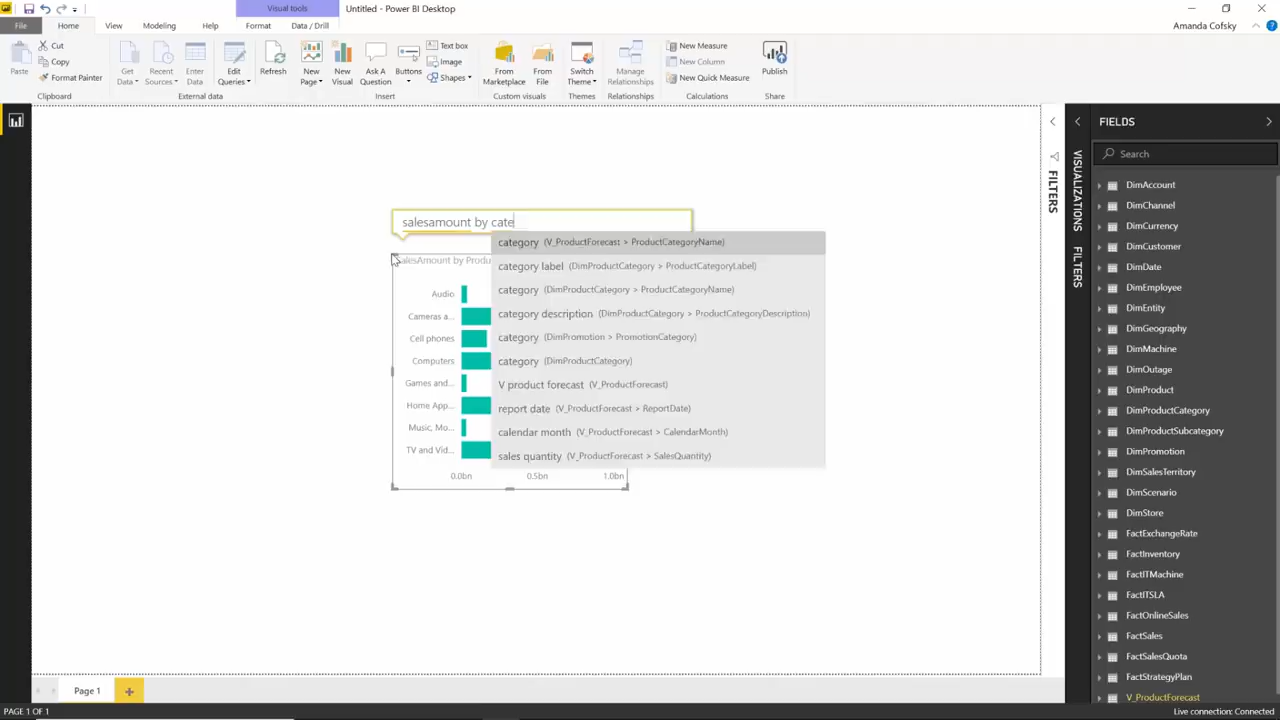 Visual tools
Untitled - Power BI Desktop
File
Home
View
Modeling
Help
Format
Data / Drill
Amanda Cofsky
Paste
Cut
Copy
Format Painter
Clipboard
Get Data
Recent Sources
Enter Data
Edit Queries
External data
Refresh
New Page
New Visual
Ask A Question
Buttons
Text box
Image
Shapes
Insert
From Marketplace
From File
Custom visuals
Switch Theme
Themes
Manage Relationships
Relationships
New Measure
New Column
New Quick Measure
Calculations
Publish
Share
salesamount by cate
category (V_ProductForecast > ProductCategoryName)
category label (DimProductCategory > ProductCategoryLabel)
category (DimProductCategory > ProductCategoryName)
category description (DimProductCategory > ProductCategoryDescription)
category (DimPromotion > PromotionCategory)
category (DimProductCategory)
V product forecast (V_ProductForecast)
report date (V_ProductForecast > ReportDate)
calendar month (V_ProductForecast > CalendarMonth)
sales quantity (V_ProductForecast > SalesQuantity)
SalesAmount by Produ
Audio
Cameras a...
Cell phones
Computers
Games and...
Home App...
Music, Mo...
TV and Vid...
0.0bn
0.5bn
1.0bn
FILTERS
VISUALIZATIONS
FILTERS
FIELDS
Search
DimAccount
DimChannel
DimCurrency
DimCustomer
DimDate
DimEmployee
DimEntity
DimGeography
DimMachine
DimOutage
DimProduct
DimProductCategory
DimProductSubcategory
DimPromotion
DimSalesTerritory
DimScenario
DimStore
FactExchangeRate
FactInventory
FactITMachine
FactITSLA
FactOnlineSales
FactSales
FactSalesQuota
FactStrategyPlan
V_ProductForecast
Page 1
PAGE 1 OF 1
Live connection: Connected